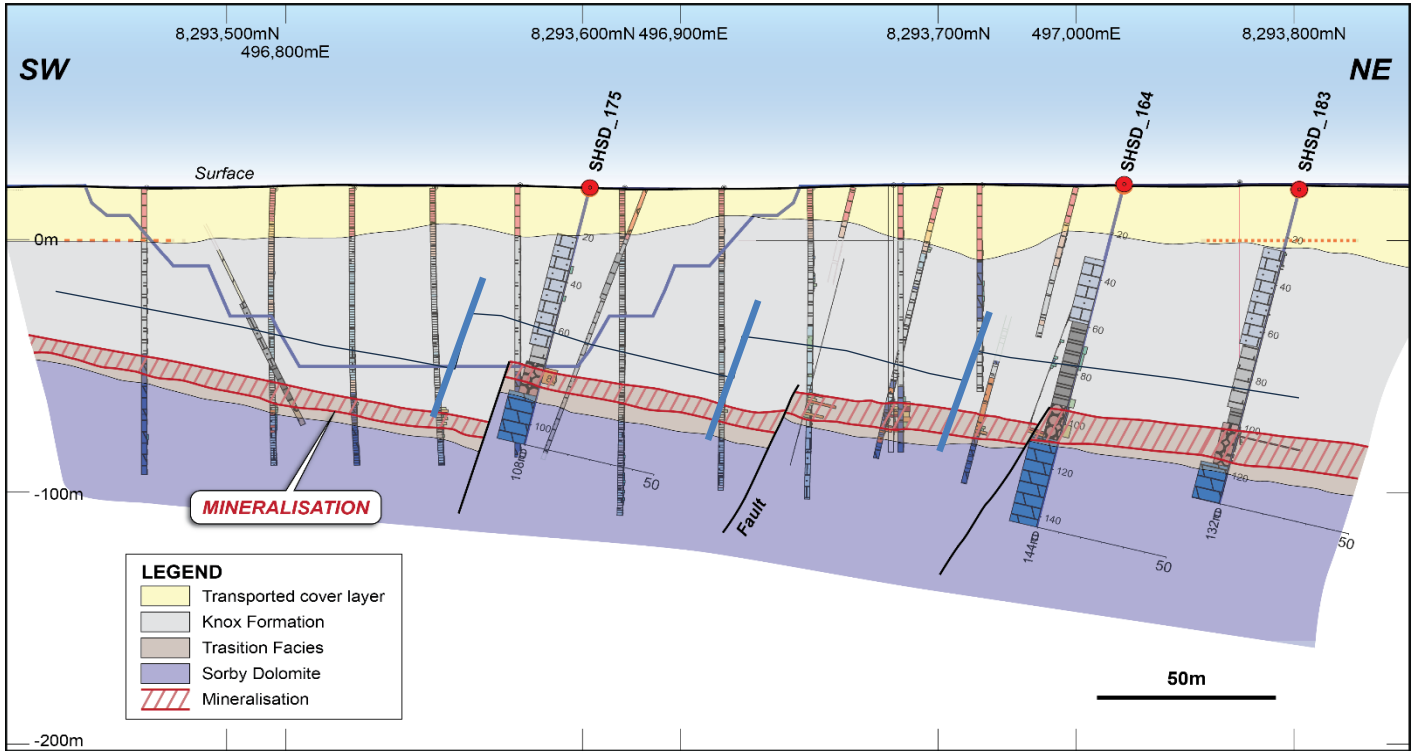 8,293,500mN
8,293,600mN
496,900mE
8,293,700mN
497,000mE
8,293,800mN
496,800mE
SW
NE
SHSD_175
SHSD_164
SHSD_183
Surface
0m
20
40
60
80
100
108m
50
20
40
60
80
100
120
140
144m
50
20
40
60
80
100
120
132m
50
Fault
-100m
MINERALISATION
LEGEND
Transported cover layer
Knox Formation
Trasition Facies
Sorby Dolomite
Mineralisation
50m
-200m